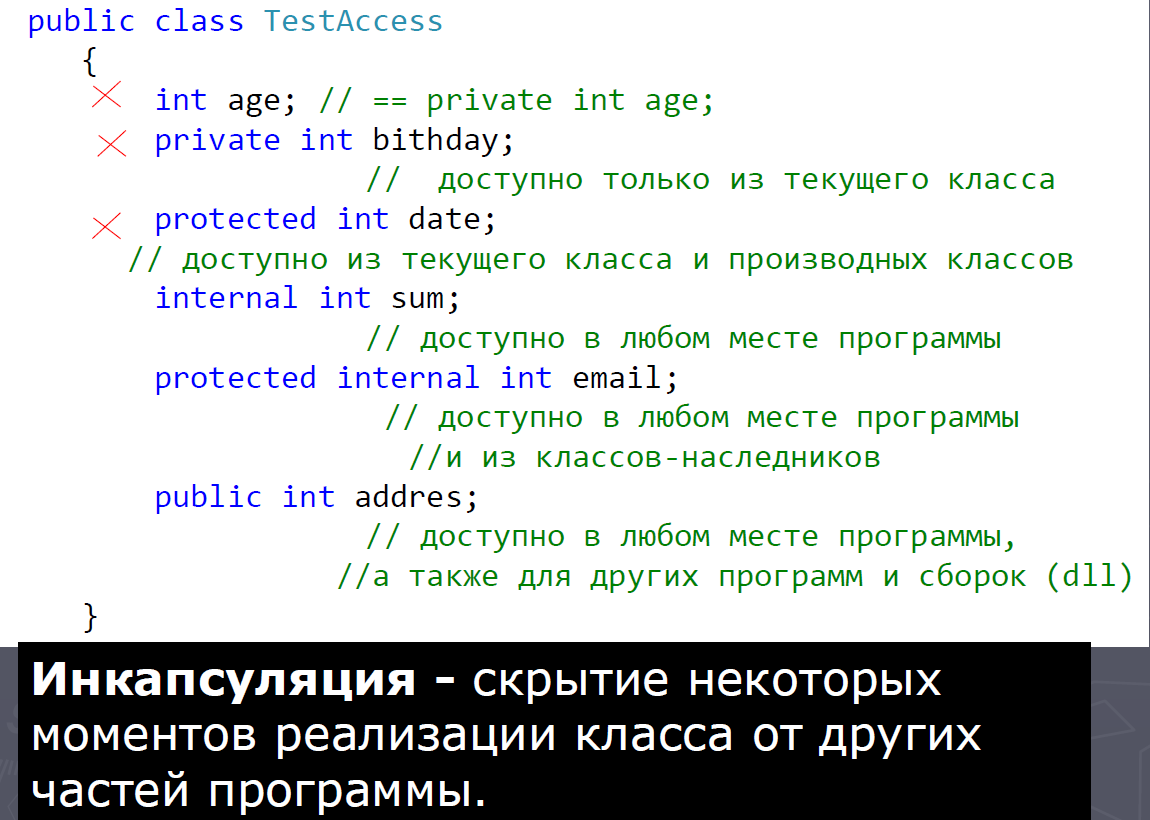 public class TestAccess
{
int age; // == private int age;
private int bithday;
// доступно только из текущего класса
protected int date;
// доступно из текущего класса и производных классов
internal int sum;
// доступно в любом месте программы
protected internal int email;
// доступно в любом месте программы
//и из классов-наследников
public int addres;
// доступно в любом месте программы,
//а также для других программ и сборок (dll)
}
Инкапсуляция - скрытие некоторых
моментов реализации класса от других
частей программы.